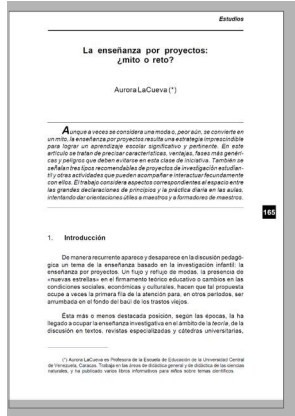 Estudios
La enseñanza por proyectos:
¿mito o reto?
Aurora LaCueva (*)
Aunque a veces se considera una moda o, peor aún, se convierte en
un mito, la enseñanza por proyectos resulta una estrategia imprescindible
para lograr un aprendizaje escolar significativo y pertinente. En este
artículo se tratan de precisar características, ventajas, fases más genéri-
cas y peligros que deben evitarse en esta clase de iniciativa. También se
señalan tres tipos recomendables de proyectos de investigación estudian-
til y otras actividades que pueden acompañar e interactuar fecundamente
con ellos. El trabajo considera aspectos correspondientes al espacio entre
las grandes declaraciones de principios y la práctica diaria en las aulas,
intentando dar orientaciones útiles a maestros y a formadores de maestros.
165
1. Introducción
De manera recurrente aparece y desaparece en la discusión pedagó-
gica un tema de la enseñanza basado en la investigación infantil: la
enseñanza por proyectos. Un flujo y reflujo de modas, la presencia de
«nuevas estrellas» en el firmamento teórico educativo o cambios en las
condiciones sociales, económicas y culturales, hacen que tal propuesta
ocupe a veces la primera fila de la atención para, en otros períodos, ser
arrumbada en el fondo del baúl de los trastos viejos.
Ésta más o menos destacada posición, según las épocas, la ha
llegado a ocupar la enseñanza investigativa en el ámbito de la teoría, de la
discusión en textos, revistas especializadas, Cátedras universitarias,
(*) Aurora LaCueva es Profesora de la Escuela de Educación de la Universidad Central
de Venezuela, Caracas. Trabaja en las áreas de didáctica general y de didáctica de las ciencias
naturales, y ha publicado varios libros informativos para niños sobre temas científicos.